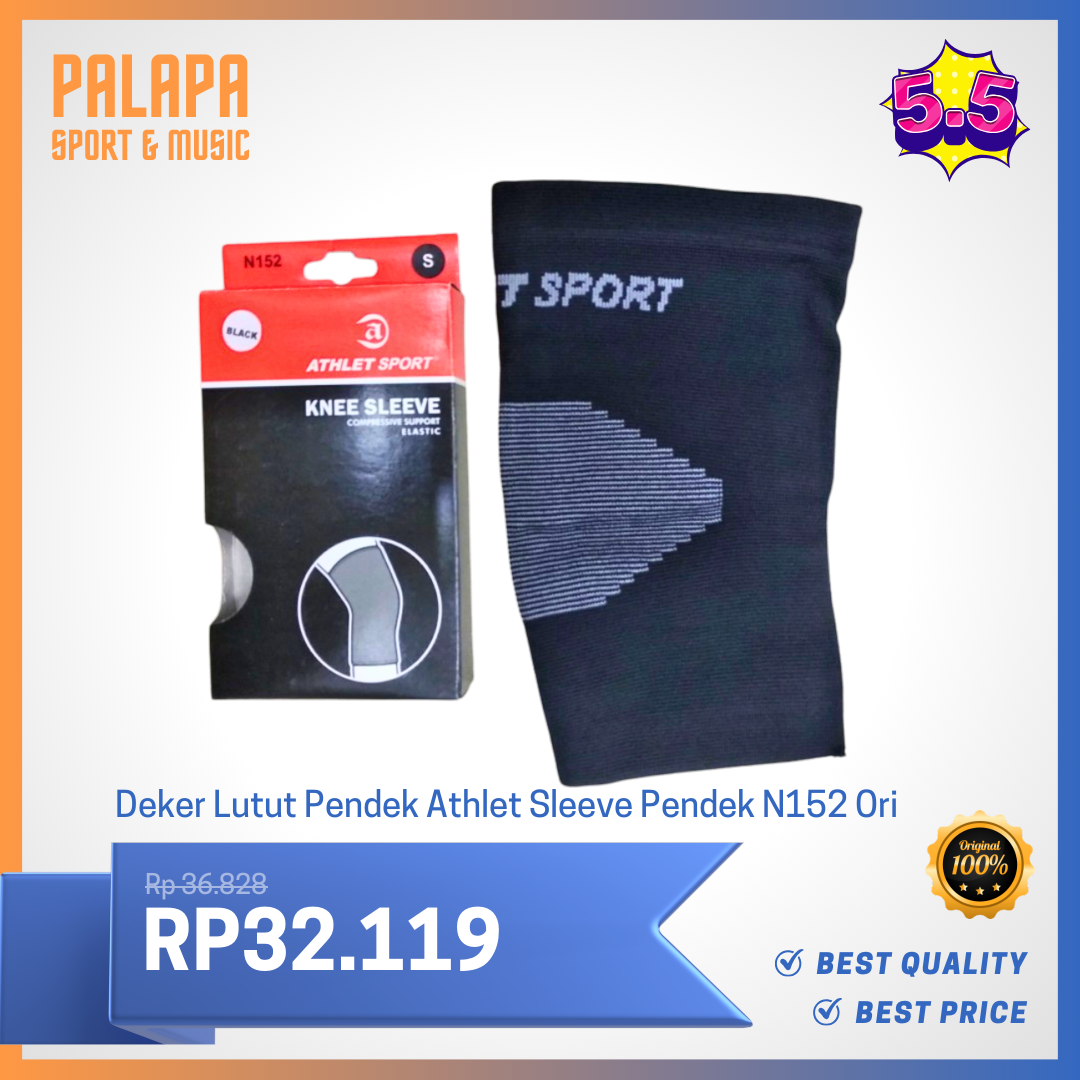 PALAPA
SPORT & MUSIC
5.5
N152
S
BLACK
a
ATHLET SPORT
KNEE SLEEVE
COMPRESSIVE SUPPORT
ELASTIC
T SPORT
Deker Lutut Pendek Athlet Sleeve Pendek N152 Ori
Original
100%
Rp 36.828
RP32.119
BEST QUALITY
BEST PRICE